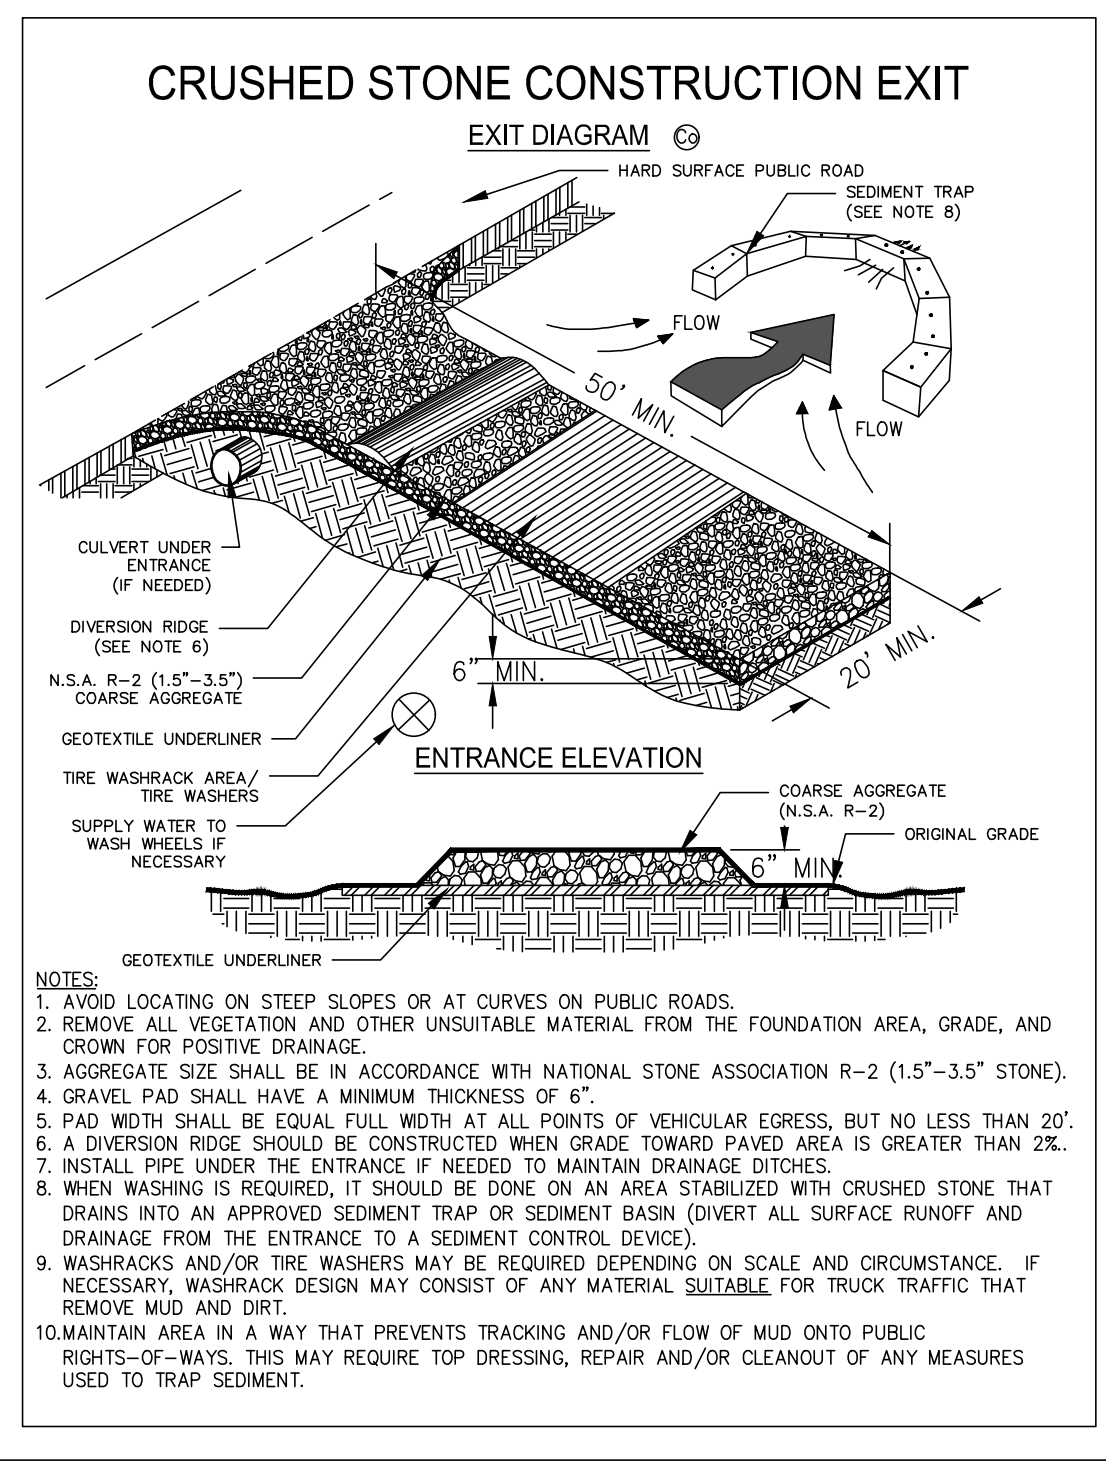 CRUSHED STONE CONSTRUCTION EXIT
EXIT DIAGRAM Co
HARD SURFACE PUBLIC ROAD
SEDIMENT TRAP
(SEE NOTE 8)
FLOW
50' MIN.
FLOW
CULVERT UNDER
ENTRANCE
(IF NEEDED)
DIVERSION RIDGE
(SEE NOTE 6)
20' MIN.
6" MIN.
N.S.A. R-2 (1.5"-3.5")
COARSE AGGREGATE
GEOTEXTILE UNDERLINER
TIRE WASHRACK AREA/
TIRE WASHERS
SUPPLY WATER TO
WASH WHEELS IF
NECESSARY
ENTRANCE ELEVATION
COARSE AGGREGATE
(N.S.A. R-2)
ORIGINAL GRADE
6" MIN.
GEOTEXTILE UNDERLINER
NOTES:
1. AVOID LOCATING ON STEEP SLOPES OR AT CURVES ON PUBLIC ROADS.
2. REMOVE ALL VEGETATION AND OTHER UNSUITABLE MATERIAL FROM THE FOUNDATION AREA, GRADE, AND
CROWN FOR POSITIVE DRAINAGE.
3. AGGREGATE SIZE SHALL BE IN ACCORDANCE WITH NATIONAL STONE ASSOCIATION R-2 (1.5"-3.5" STONE).
4. GRAVEL PAD SHALL HAVE A MINIMUM THICKNESS OF 6".
5. PAD WIDTH SHALL BE EQUAL FULL WIDTH AT ALL POINTS OF VEHICULAR EGRESS, BUT NO LESS THAN 20'.
6. A DIVERSION RIDGE SHOULD BE CONSTRUCTED WHEN GRADE TOWARD PAVED AREA IS GREATER THAN 2%..
7. INSTALL PIPE UNDER THE ENTRANCE IF NEEDED TO MAINTAIN DRAINAGE DITCHES.
8. WHEN WASHING IS REQUIRED, IT SHOULD BE DONE ON AN AREA STABILIZED WITH CRUSHED STONE THAT
DRAINS INTO AN APPROVED SEDIMENT TRAP OR SEDIMENT BASIN (DIVERT ALL SURFACE RUNOFF AND
DRAINAGE FROM THE ENTRANCE TO A SEDIMENT CONTROL DEVICE).
9. WASHRACKS AND/OR TIRE WASHERS MAY BE REQUIRED DEPENDING ON SCALE AND CIRCUMSTANCE. IF
NECESSARY, WASHRACK DESIGN MAY CONSIST OF ANY MATERIAL SUITABLE FOR TRUCK TRAFFIC THAT
REMOVE MUD AND DIRT.
10.MAINTAIN AREA IN A WAY THAT PREVENTS TRACKING AND/OR FLOW OF MUD ONTO PUBLIC
RIGHTS-OF-WAYS. THIS MAY REQUIRE TOP DRESSING, REPAIR AND/OR CLEANOUT OF ANY MEASURES
USED TO TRAP SEDIMENT.